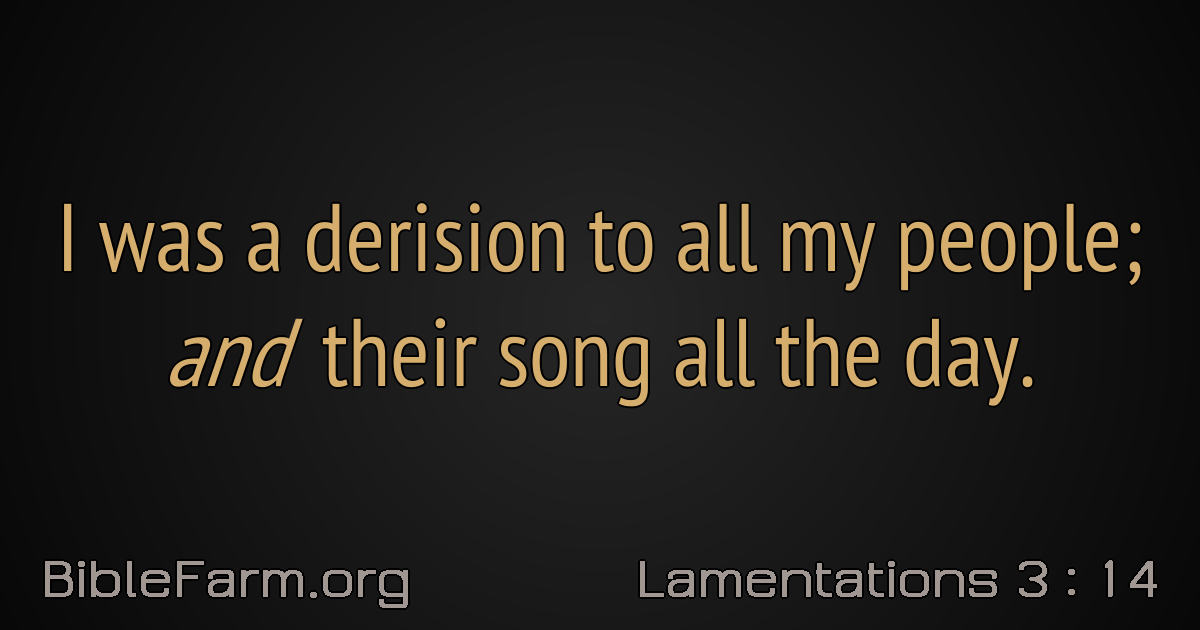 I was a derision to all my people;
and their song all the day.
BibleFarm.org
Lamentations 3 : 14